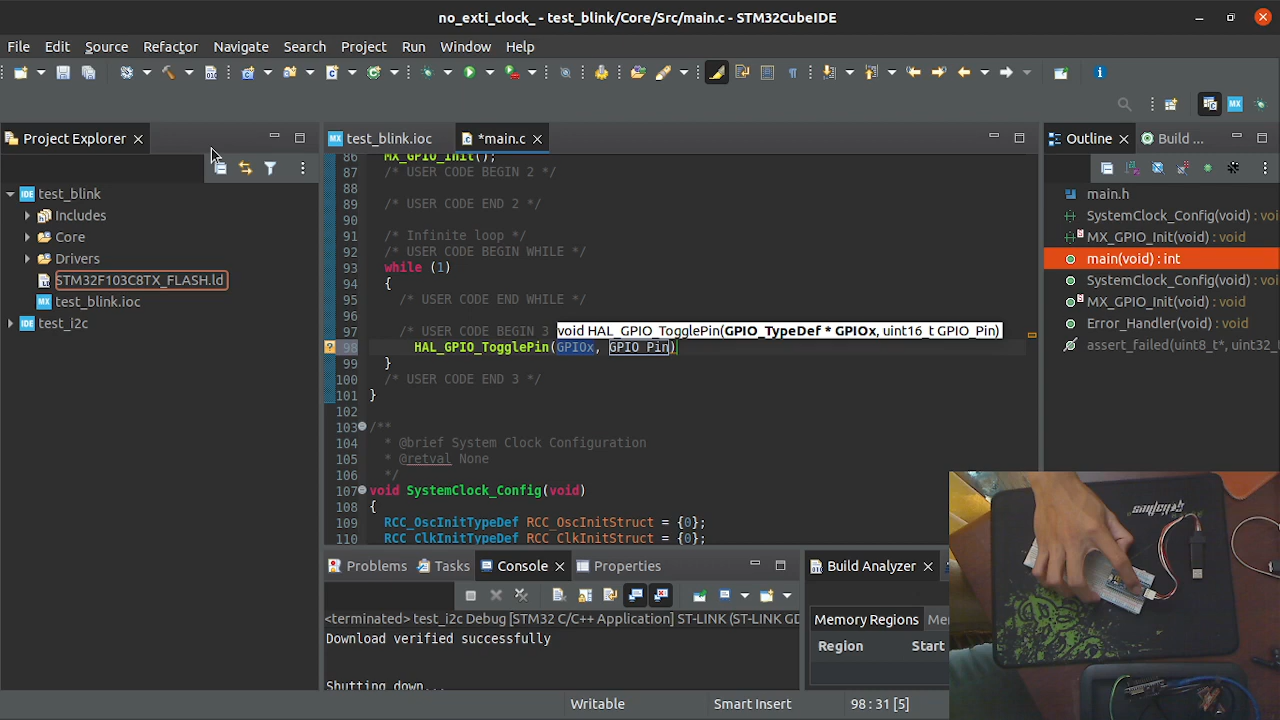 no_exti_clock_ - test_blink/Core/Src/main.c - STM32CubeIDE
File Edit Source Refactor Navigate Search Project Run Window Help
Project Explorer
test_blink
Includes
Core
Drivers
STM32F103C8TX_FLASH.ld
test_blink.ioc
test_i2c
test_blink.ioc
*main.c
86 MX_GPIO_Init();
87 /* USER CODE BEGIN 2 */
88
89 /* USER CODE END 2 */
90
91 /* Infinite loop */
92 /* USER CODE BEGIN WHILE */
93 while (1)
94 {
95 /* USER CODE END WHILE */
96
97 /* USER CODE BEGIN 3
void HAL_GPIO_TogglePin(GPIO_TypeDef * GPIOx, uint16_t GPIO_Pin)
98 HAL_GPIO_TogglePin(GPIOx, GPIO_Pin)
99 }
100 /* USER CODE END 3 */
101 }
102
103 /**
104 * @brief System Clock Configuration
105 * @retval None
106 */
107 void SystemClock_Config(void)
108 {
109 RCC_OscInitTypeDef RCC_OscInitStruct = {0};
110 RCC_ClkInitTypeDef RCC_ClkInitStruct = {0};
Outline
Build ...
main.h
SystemClock_Config(void) : void
MX_GPIO_Init(void) : void
main(void) : int
SystemClock_Config(void) : void
MX_GPIO_Init(void) : void
Error_Handler(void) : void
assert_failed(uint8_t*, uint32_t
Problems Tasks Console Properties
<terminated> test_i2c Debug [STM32 C/C++ Application] ST-LINK (ST-LINK GD
Download verified successfully
Shutting down...
Build Analyzer
Memory Regions
Region Start
Writable Smart Insert 98 : 31 [5]